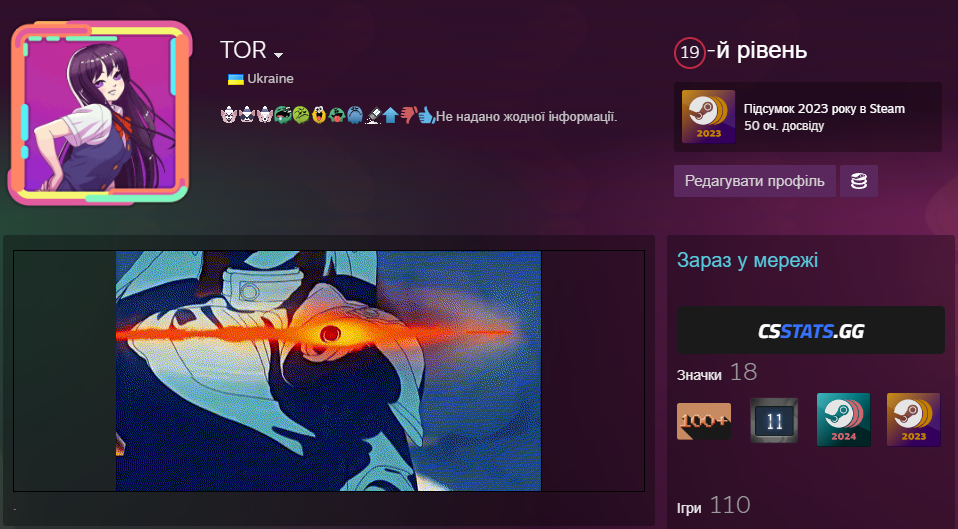 TOR
Ukraine
Не надано жодної інформації.
19-й рівень
Підсумок 2023 року в Steam
50 оч. досвіду
2023
Редагувати профіль
Зараз у мережі
CSSTATS.GG
Значки 18
100+
11
2024
2023
Ігри 110